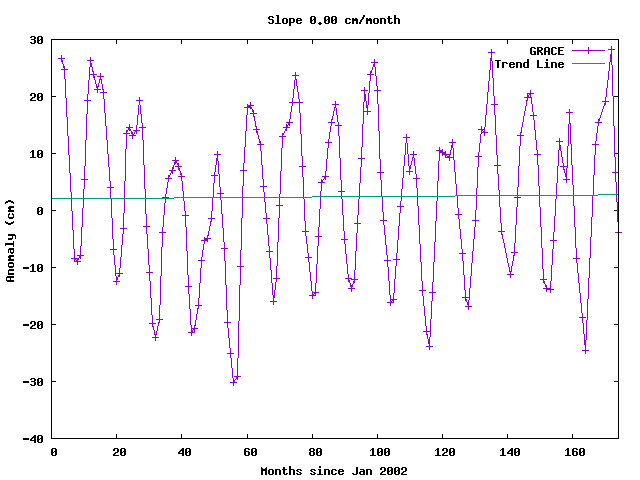 Slope 0.00 cm/month
30
20
10
0
-10
-20
-30
-40
Anomaly (cm)
GRACE
Trend Line
0 20 40 60 80 100 120 140 160
Months since Jan 2002